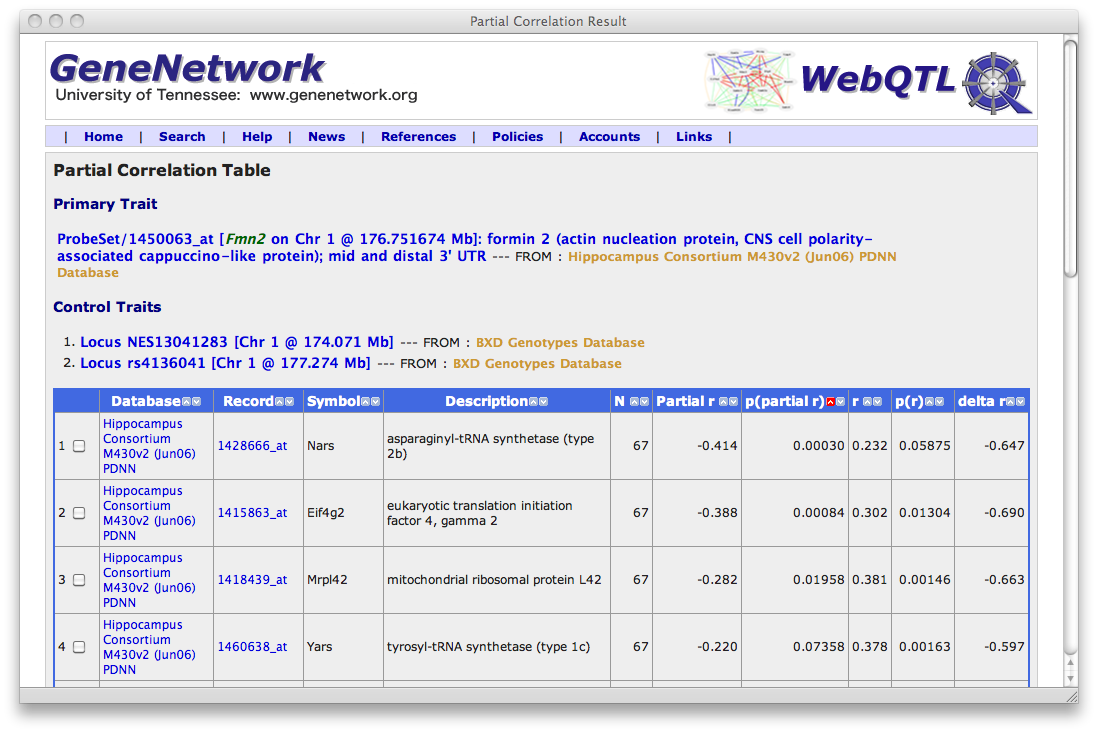 Partial Correlation Result
GeneNetwork
University of Tennessee: www.genenetwork.org
WebQTL
| Home | Search | Help | News | References | Policies | Accounts | Links |
Partial Correlation Table
Primary Trait
ProbeSet/1450063_at [Fmn2 on Chr 1 @ 176.751674 Mb]: formin 2 (actin nucleation protein, CNS cell polarity-
associated cappuccino-like protein); mid and distal 3' UTR --- FROM : Hippocampus Consortium M430v2 (Jun06) PDNN
Database
Control Traits
1. Locus NES13041283 [Chr 1 @ 174.071 Mb] --- FROM : BXD Genotypes Database
2. Locus rs4136041 [Chr 1 @ 177.274 Mb] --- FROM : BXD Genotypes Database
Database Record Symbol Description N Partial r p(partial r) r p(r) delta r
1 Hippocampus Consortium M430v2 (Jun06) PDNN 1428666_at Nars asparaginyl-tRNA synthetase (type 2b) 67 -0.414 0.00030 0.232 0.05875 -0.647
2 Hippocampus Consortium M430v2 (Jun06) PDNN 1415863_at Eif4g2 eukaryotic translation initiation factor 4, gamma 2 67 -0.388 0.00084 0.302 0.01304 -0.690
3 Hippocampus Consortium M430v2 (Jun06) PDNN 1418439_at Mrpl42 mitochondrial ribosomal protein L42 67 -0.282 0.01958 0.381 0.00146 -0.663
4 Hippocampus Consortium M430v2 (Jun06) PDNN 1460638_at Yars tyrosyl-tRNA synthetase (type 1c) 67 -0.220 0.07358 0.378 0.00163 -0.597